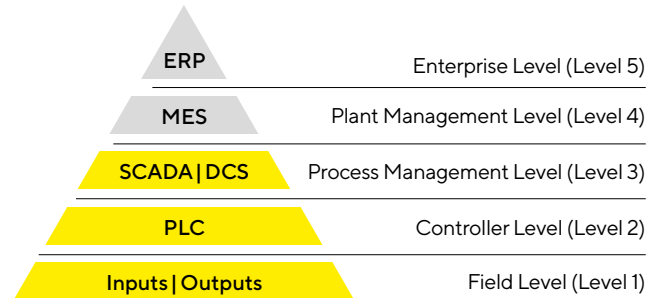 ERP
Enterprise Level (Level 5)
MES
Plant Management Level (Level 4)
SCADA|DCS
Process Management Level (Level 3)
PLC
Controller Level (Level 2)
Inputs|Outputs
Field Level (Level 1)